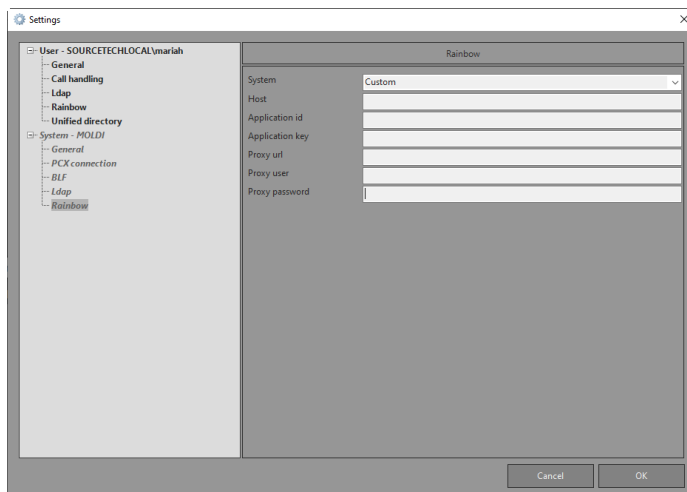 Settings
User - SOURCETECHLOCAL\mariah
General
Call handling
Ldap
Rainbow
Unified directory
System - MOLDI
General
PCX connection
BLF
Ldap
Rainbow
Rainbow
System
Custom
Host
Application id
Application key
Proxy url
Proxy user
Proxy password
Cancel
OK